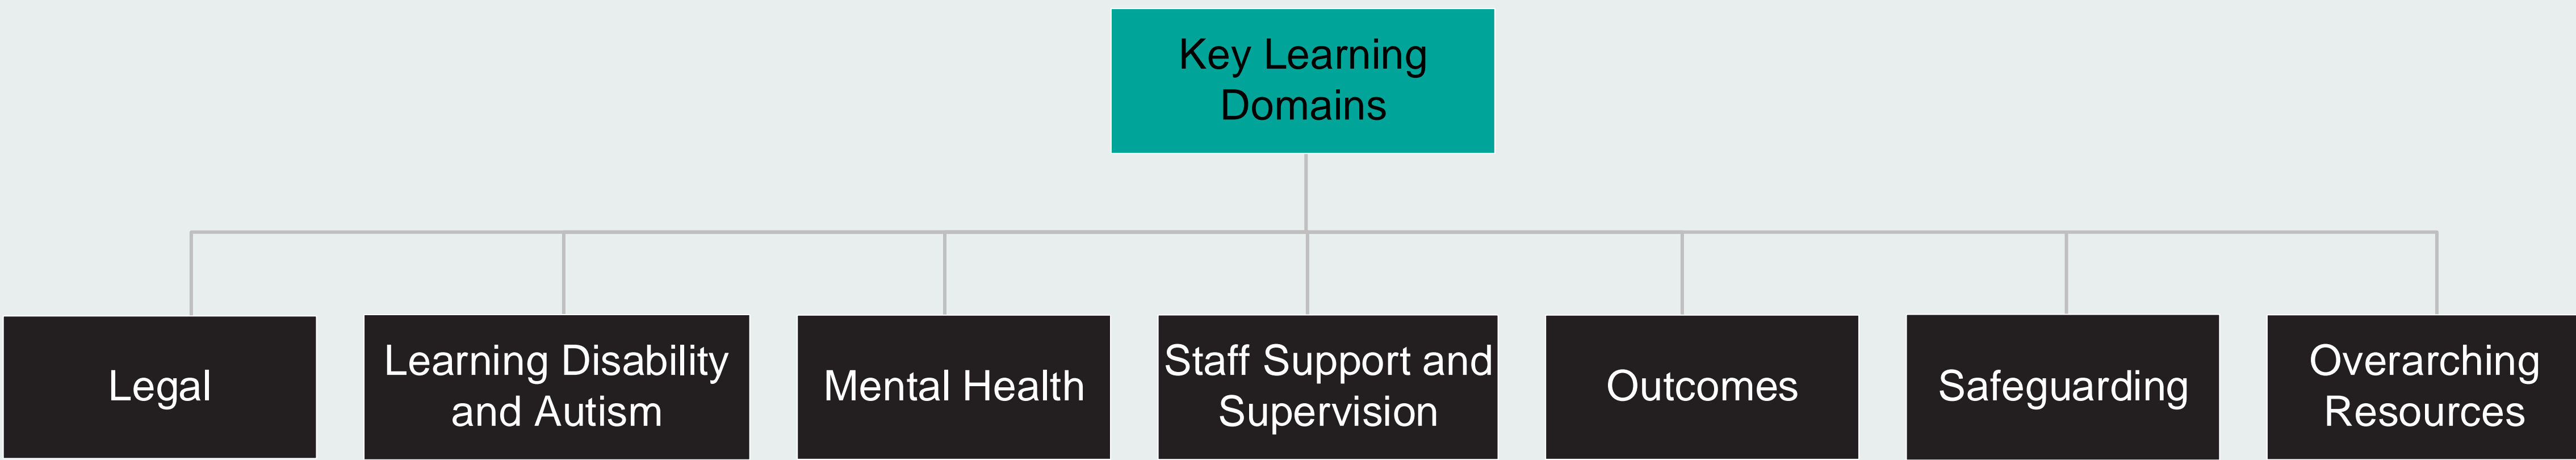 Key Learning
Domains
Legal
Learning Disability
and Autism
Mental Health
Staff Support and
Supervision
Outcomes
Safeguarding
Overarching
Resources